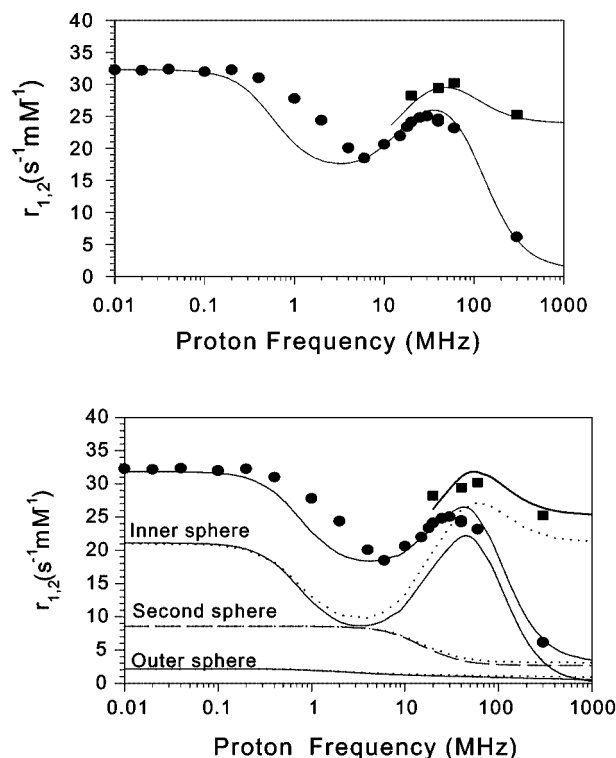 40
35
30
25
20
15
10
5
0
r1,2(s-1mM-1)
0.01 0.1 1 10 100 1000
Proton Frequency (MHz)
40
35
30
25
20
15
10
5
0
r1,2(s-1mM-1)
Inner sphere
Second sphere
Outer sphere
0.01 0.1 1 10 100 1000
Proton Frequency (MHz)